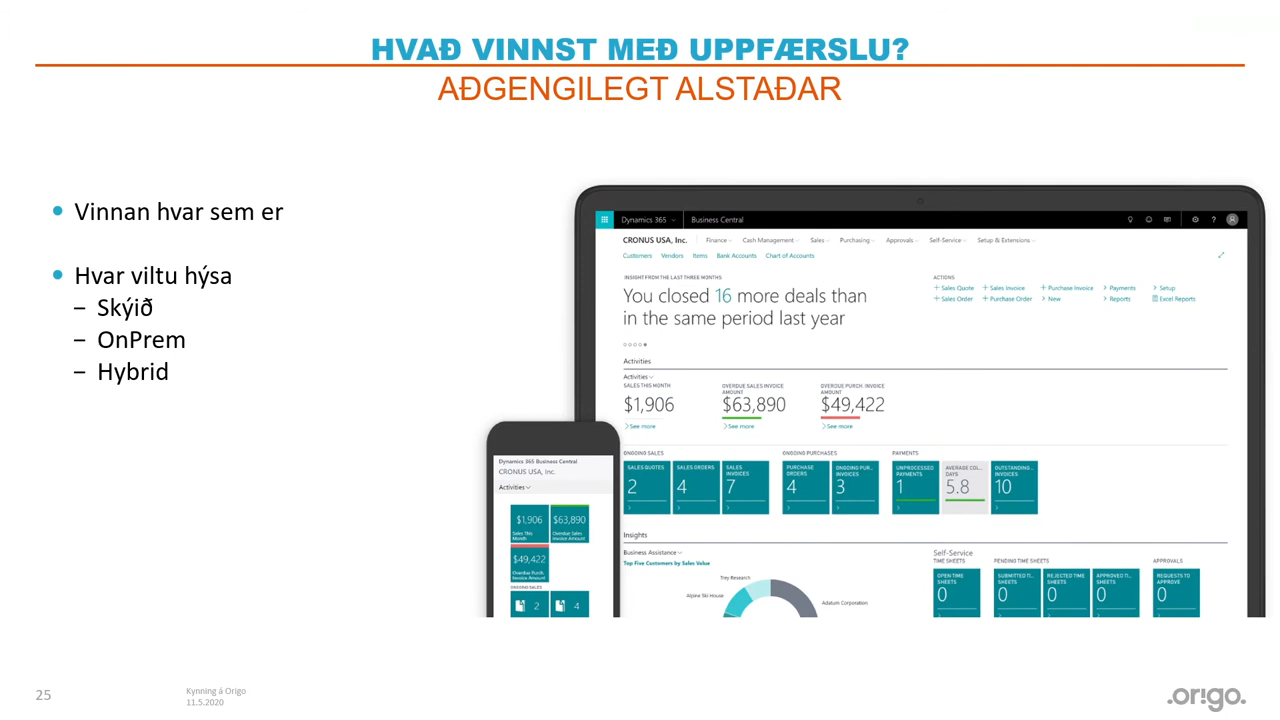 HVAÐ VINNST MEÐ UPPFÆRSLU?
AÐGENGILEGT ALSTAÐAR
• Vinnan hvar sem er
• Hvar viltu hýsa
– Skýið
– OnPrem
– Hybrid
Dynamics 365 Business Central ?
CRONUS USA, Inc. Finance Cash Management Sales Purchasing Approvals Self-Service Setup & Extensions
Customers Vendors Items Bank Accounts Chart of Accounts
INSIGHT FROM THE LAST THREE MONTHS
You closed 16 more deals than
in the same period last year
ACTIONS
+ Sales Quote + Sales Invoice + Purchase Invoice > Payments > Setup
+ Sales Order + Purchase Order > New > Reports Excel Reports
Activities
Activities
SALES THIS MONTH OVERDUE SALES INVOICE AMOUNT OVERDUE PURCH. INVOICE AMOUNT
$1,906 $63,890 $49,422
>See more >See more >See more
ONGOING SALES ONGOING PURCHASES PAYMENTS
SALES QUOTES SALES ORDERS SALES INVOICES PURCHASE ORDERS ONGOING PUR... INVOICES UNPROCESSED PAYMENTS AVERAGE COL... DAYS OUTSTANDING... INVOICES
2 4 7 4 3 1 5.8 10
Insights
Business Assistance
Top Five Customers by Sales Value
Trey Research
Alpine Ski House
Adatum Corporation
Self-Service
TIME SHEETS PENDING TIME SHEETS APPROVALS
OPEN TIME SHEETS SUBMITTED TI... SHEETS REJECTED TIME SHEETS APPROVED TI... SHEETS REQUESTS TO APPROVE
0 0 0 0 0
Dynamics 365 Business Central
CRONUS USA, Inc.
Activities
$1,906 $63,890
Sales This Month Overdue Sales Invoice Amount
$49,422
Overdue Purch. Invoice Amount
ONGOING SALES
2 4
25
Kynning á Origo
11.5.2020
.origo.